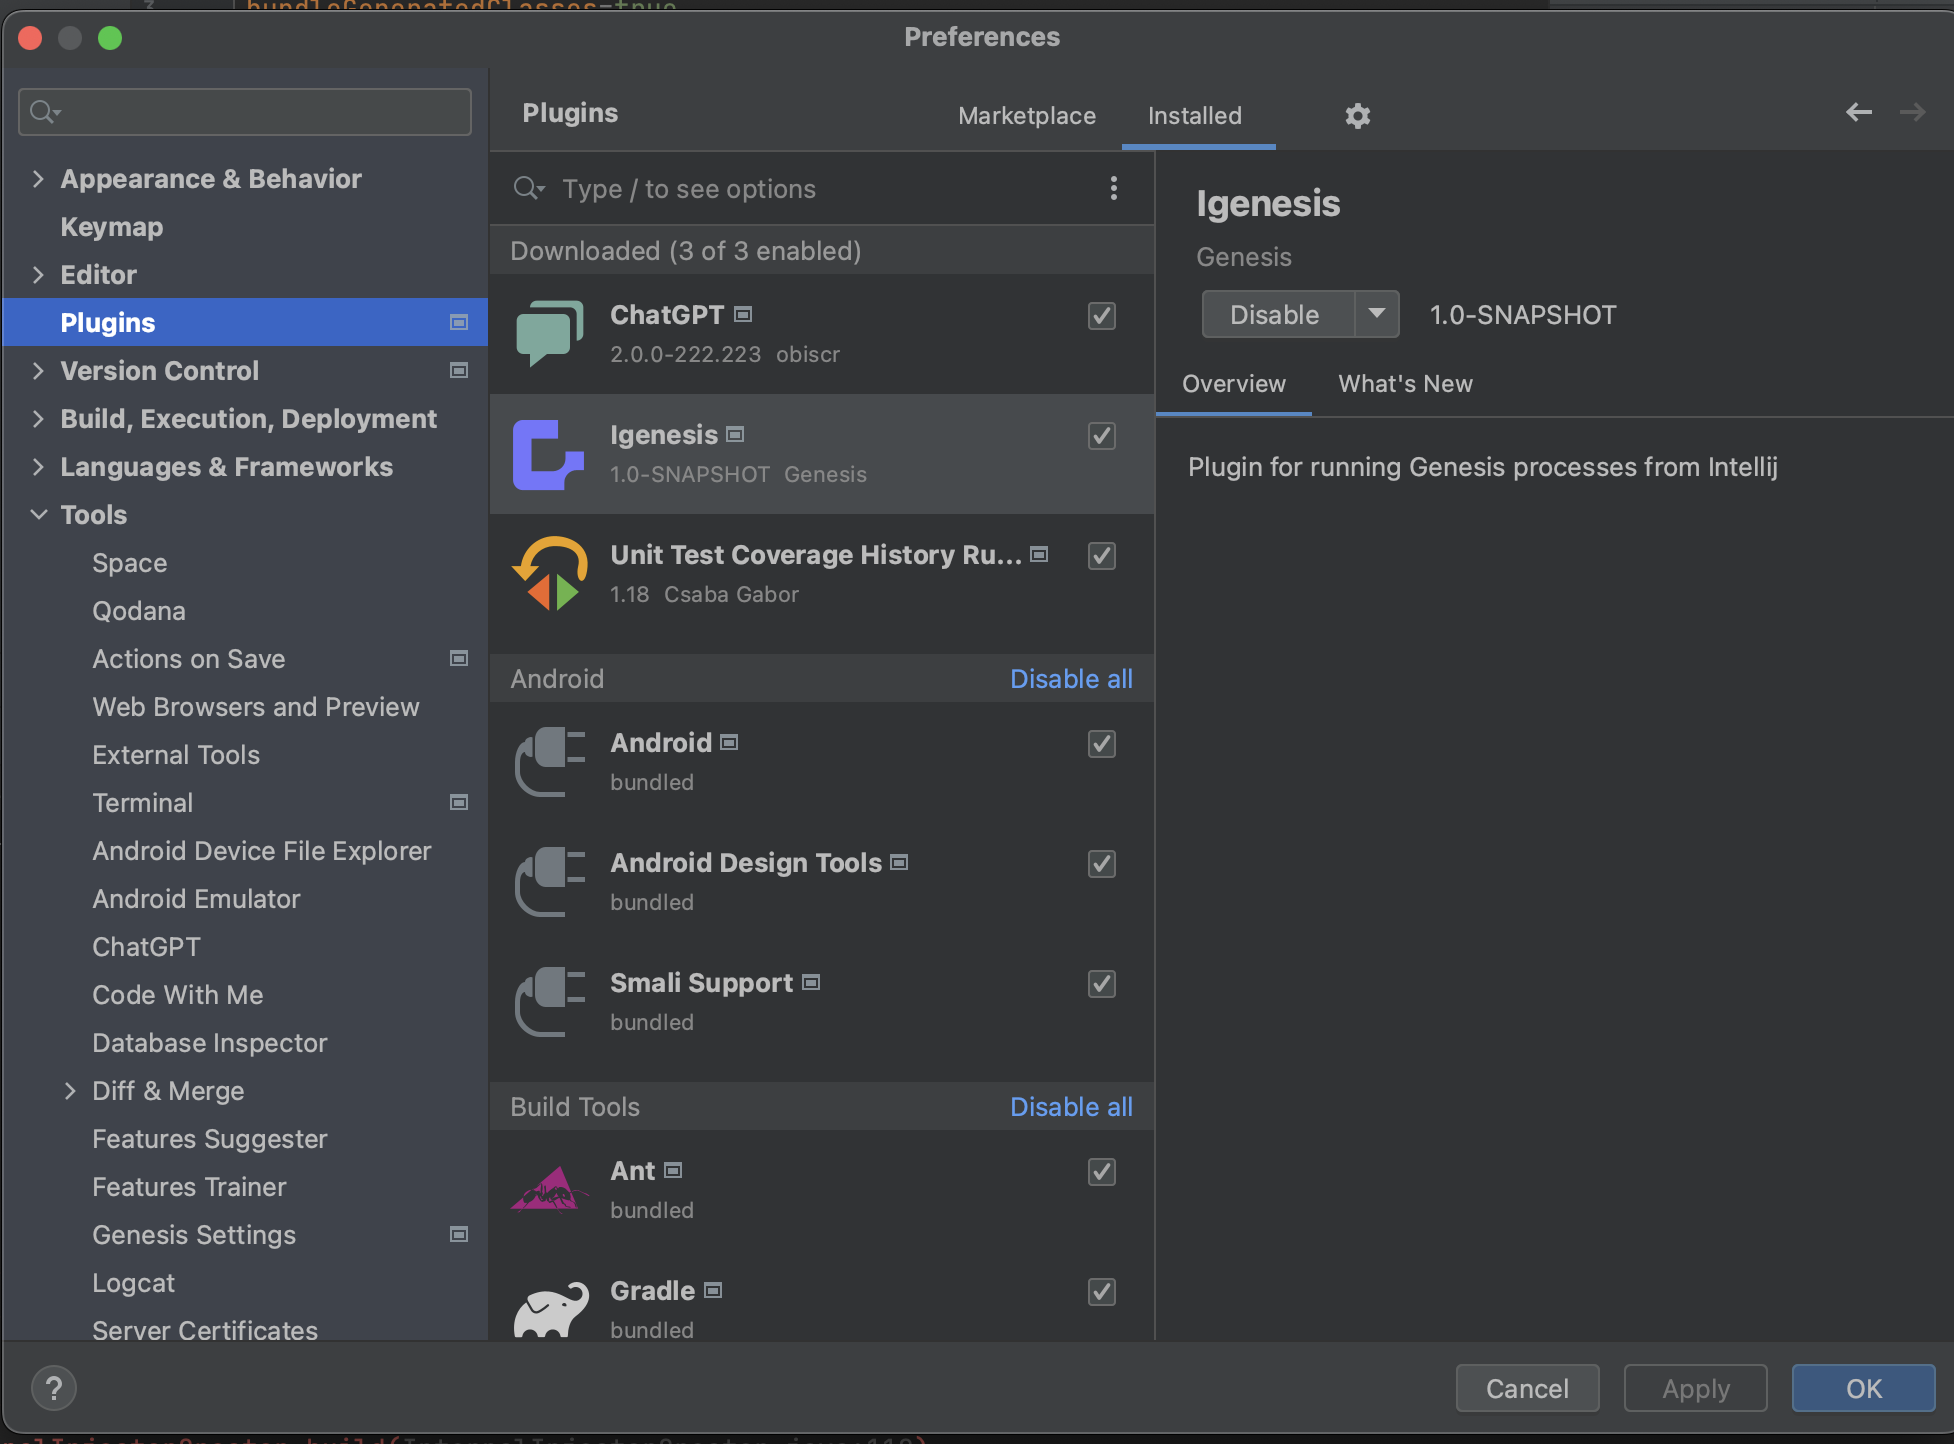 bundleGeneratedClasses=true
Preferences
Appearance & Behavior
Keymap
Editor
Plugins
Version Control
Build, Execution, Deployment
Languages & Frameworks
Tools
Space
Qodana
Actions on Save
Web Browsers and Preview
External Tools
Terminal
Android Device File Explorer
Android Emulator
ChatGPT
Code With Me
Database Inspector
Diff & Merge
Features Suggester
Features Trainer
Genesis Settings
Logcat
Server Certificates
?
Plugins
Marketplace
Installed
Type / to see options
Downloaded (3 of 3 enabled)
ChatGPT
2.0.0-222.223 obiscr
Igenesis
1.0-SNAPSHOT Genesis
Unit Test Coverage History Ru...
1.18 Csaba Gabor
Android Disable all
Android
bundled
Android Design Tools
bundled
Smali Support
bundled
Build Tools Disable all
Ant
bundled
Gradle
bundled
Igenesis
Genesis
Disable 1.0-SNAPSHOT
Overview What's New
Plugin for running Genesis processes from Intellij
Cancel Apply OK